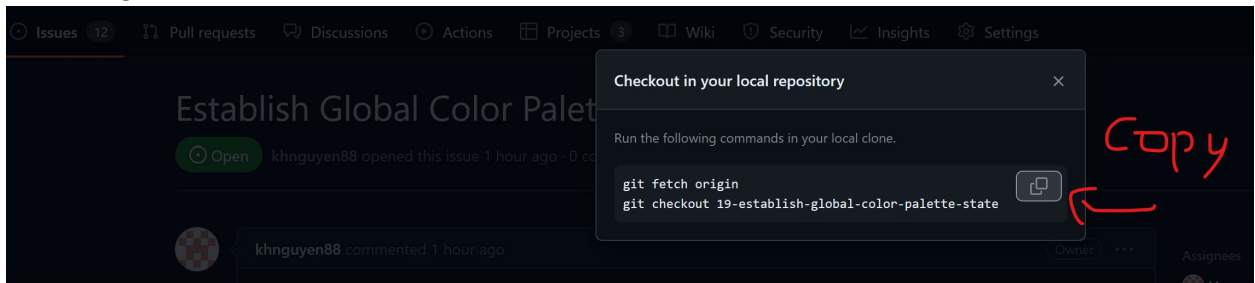 Issues 12 Pull requests Discussions Actions Projects 3 Wiki Security Insights Settings
Checkout in your local repository
Establish Global Color Palet
Run the following commands in your local clone.
Copy
Open khnguyen88 opened this issue 1 hour ago · 0 co
git fetch origin
git checkout 19-establish-global-color-palette-state
khnguyen88 commented 1 hour ago Owner
Assignees